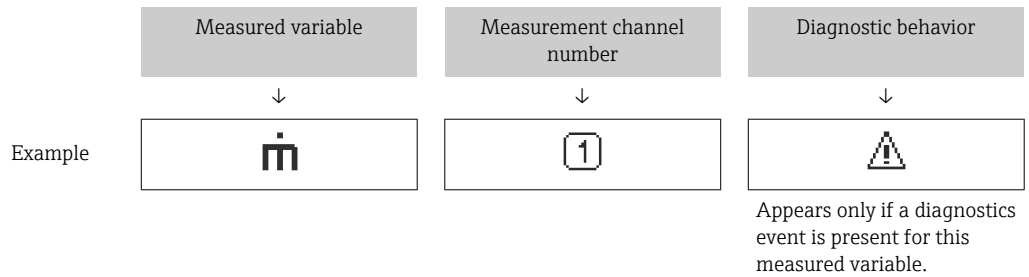 Measured variable
Measurement channel
number
Diagnostic behavior
↓ ↓ ↓
Example
ṁ
1
Appears only if a diagnostics
event is present for this
measured variable.